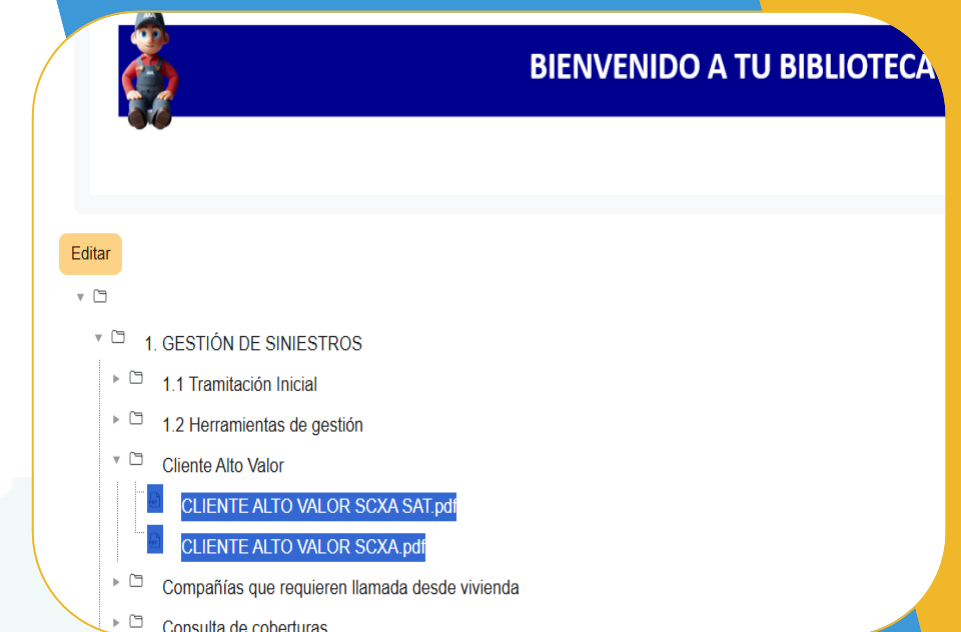 BIENVENIDO A TU BIBLIOTECA
Editar
1. GESTIÓN DE SINIESTROS
1.1 Tramitación Inicial
1.2 Herramientas de gestión
Cliente Alto Valor
CLIENTE ALTO VALOR SCXA SAT.pdf
CLIENTE ALTO VALOR SCXA.pdf
Compañías que requieren llamada desde vivienda
Consulta de coberturas